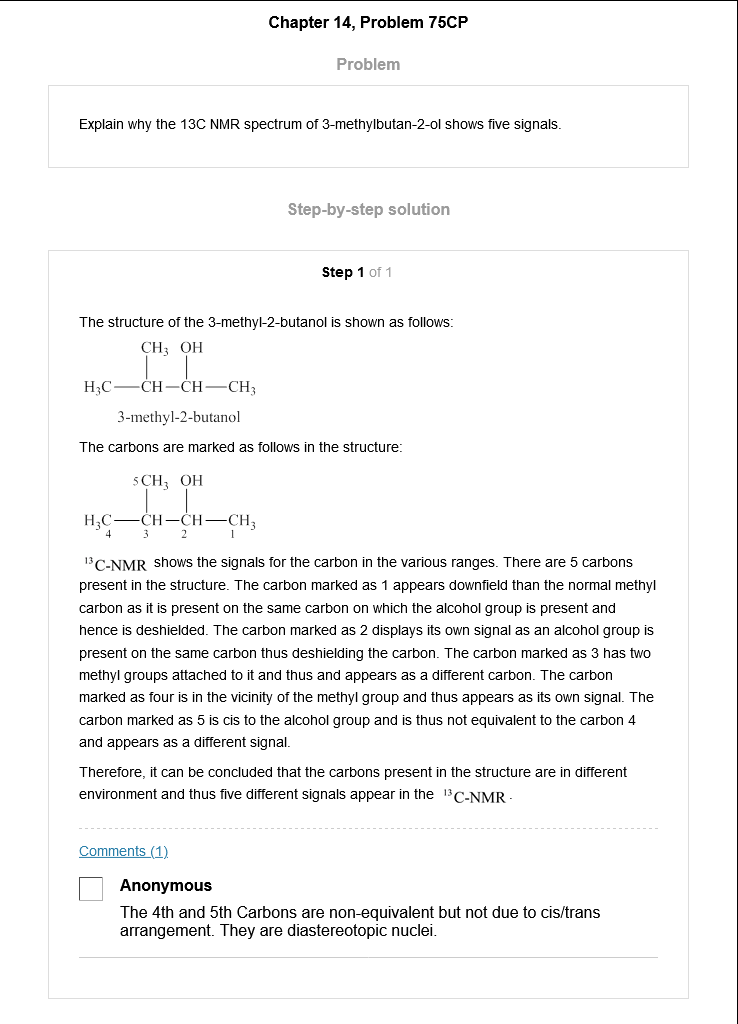 Chapter 14, Problem 75CP
Problem
Explain why the 13C NMR spectrum of 3-methylbutan-2-ol shows five signals.
Step-by-step solution
Step 1 of 1
The structure of the 3-methyl-2-butanol is shown as follows:
CH₃ OH
H₃C—CH—CH—CH₃
3-methyl-2-butanol
The carbons are marked as follows in the structure:
5 CH₃ OH
H₃C—CH—CH—CH₃
4 3 2 1
¹³C-NMR shows the signals for the carbon in the various ranges. There are 5 carbons
present in the structure. The carbon marked as 1 appears downfield than the normal methyl
carbon as it is present on the same carbon on which the alcohol group is present and
hence is deshielded. The carbon marked as 2 displays its own signal as an alcohol group is
present on the same carbon thus deshielding the carbon. The carbon marked as 3 has two
methyl groups attached to it and thus and appears as a different carbon. The carbon
marked as four is in the vicinity of the methyl group and thus appears as its own signal. The
carbon marked as 5 is cis to the alcohol group and is thus not equivalent to the carbon 4
and appears as a different signal.
Therefore, it can be concluded that the carbons present in the structure are in different
environment and thus five different signals appear in the ¹³C-NMR.
Comments (1)
Anonymous
The 4th and 5th Carbons are non-equivalent but not due to cis/trans
arrangement. They are diastereotopic nuclei.